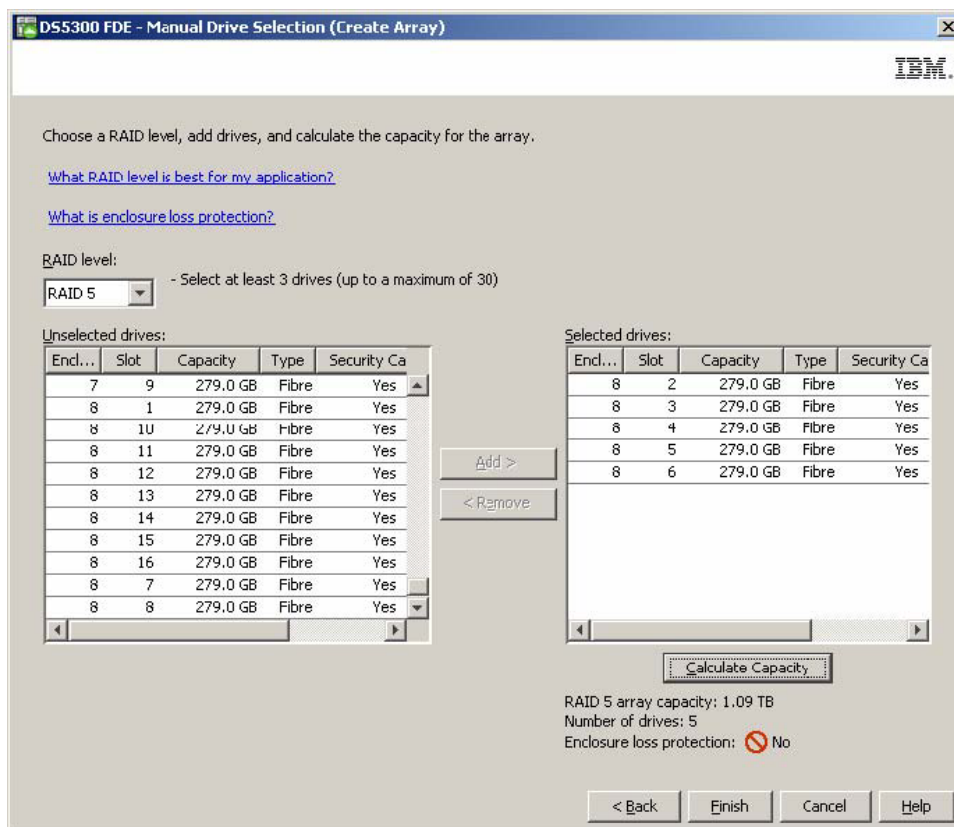 DS5300 FDE - Manual Drive Selection (Create Array)
IBM.
Choose a RAID level, add drives, and calculate the capacity for the array.
What RAID level is best for my application?
What is enclosure loss protection?
RAID level:
RAID 5 - Select at least 3 drives (up to a maximum of 30)
Unselected drives:
Encl... Slot Capacity Type Security Ca
7 9 279.0 GB Fibre Yes
8 1 279.0 GB Fibre Yes
8 10 279.0 GB Fibre Yes
8 11 279.0 GB Fibre Yes
8 12 279.0 GB Fibre Yes
8 13 279.0 GB Fibre Yes
8 14 279.0 GB Fibre Yes
8 15 279.0 GB Fibre Yes
8 16 279.0 GB Fibre Yes
8 7 279.0 GB Fibre Yes
8 8 279.0 GB Fibre Yes
Add >
< Remove
Selected drives:
Encl... Slot Capacity Type Security Ca
8 2 279.0 GB Fibre Yes
8 3 279.0 GB Fibre Yes
8 4 279.0 GB Fibre Yes
8 5 279.0 GB Fibre Yes
8 6 279.0 GB Fibre Yes
Calculate Capacity
RAID 5 array capacity: 1.09 TB
Number of drives: 5
Enclosure loss protection: No
< Back Finish Cancel Help